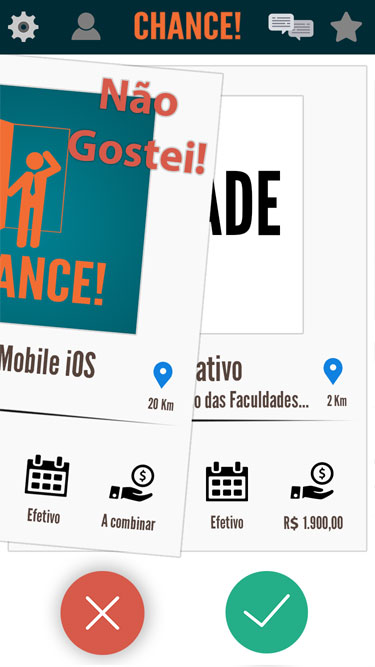 CHANCE!
Não
Gostei!
ADE
ANCE!
Mobile iOS
20 Km
Efetivo
A combinar
ativo
o das Faculdades...
2 Km
Efetivo
R$ 1.900,00